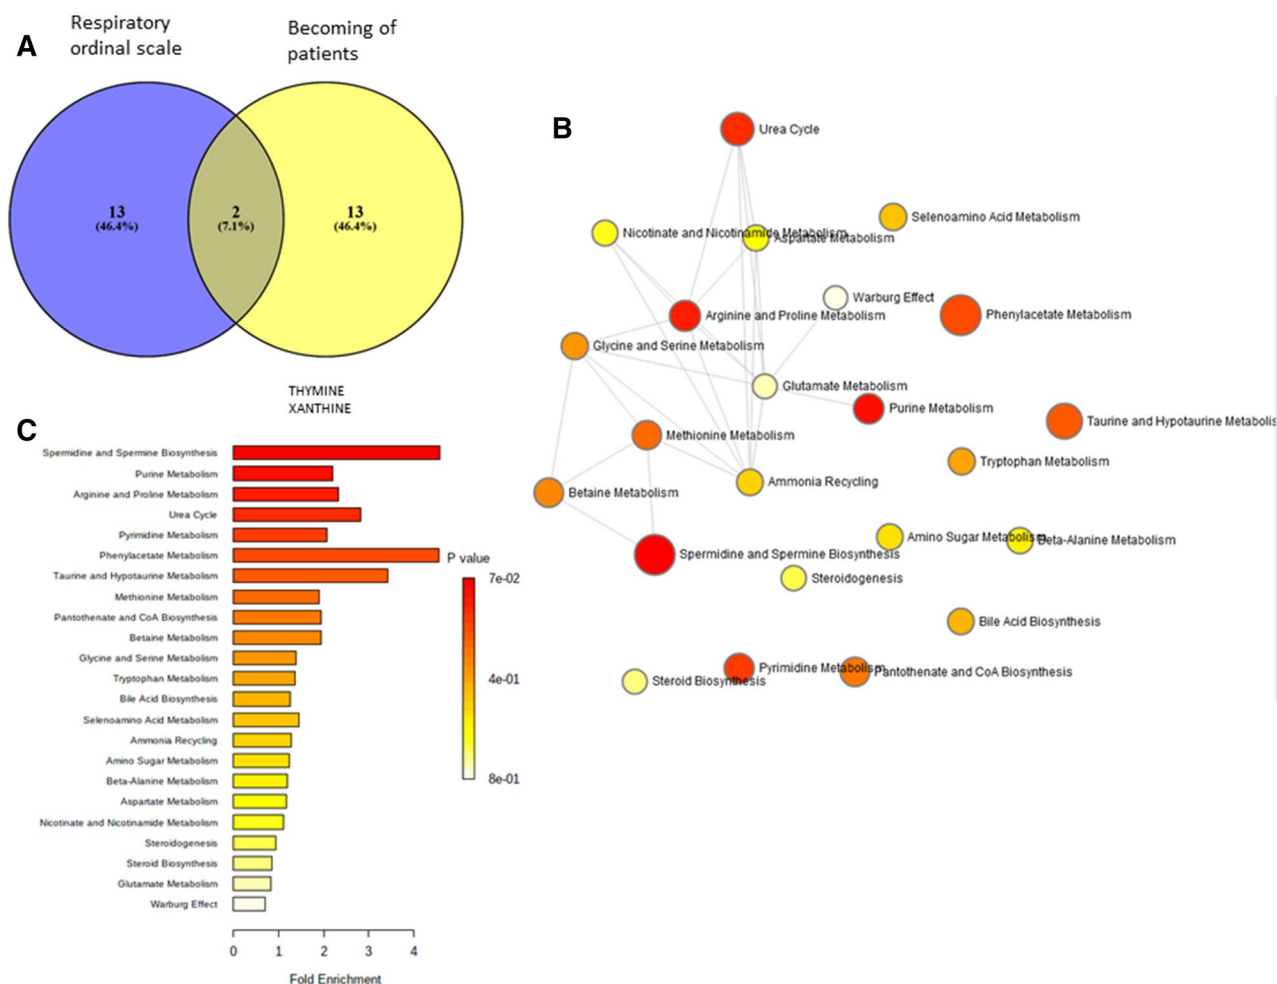 A
Respiratory
ordinal scale
Becoming of
patients
13
(46.4%)
2
(7.1%)
13
(46.4%)
THYMINE
XANTHINE
B
Urea Cycle
Selenoamino Acid Metabolism
Nicotinate and Nicotinamide Metabolism
Aspartate Metabolism
Warburg Effect
Arginine and Proline Metabolism
Phenylacetate Metabolism
Glycine and Serine Metabolism
Glutamate Metabolism
Purine Metabolism
Taurine and Hypotaurine Metabolis
Methionine Metabolism
Tryptophan Metabolism
Ammonia Recycling
Betaine Metabolism
Amino Sugar Metabolism
Beta-Alanine Metabolism
Spermidine and Spermine Biosynthesis
Steroidogenesis
Bile Acid Biosynthesis
Pyrimidine Metabolism
Pantothenate and CoA Biosynthesis
Steroid Biosynthesis
C
Spermidine and Spermine Biosynthesis
Purine Metabolism
Arginine and Proline Metabolism
Urea Cycle
Pyrimidine Metabolism
Phenylacetate Metabolism
Taurine and Hypotaurine Metabolism
Methionine Metabolism
Pantothenate and CoA Biosynthesis
Betaine Metabolism
Glycine and Serine Metabolism
Tryptophan Metabolism
Bile Acid Biosynthesis
Selenoamino Acid Metabolism
Ammonia Recycling
Amino Sugar Metabolism
Beta-Alanine Metabolism
Aspartate Metabolism
Nicotinate and Nicotinamide Metabolism
Steroidogenesis
Steroid Biosynthesis
Glutamate Metabolism
Warburg Effect
0 1 2 3 4
Fold Enrichment
P value
7e-02
4e-01
8e-01